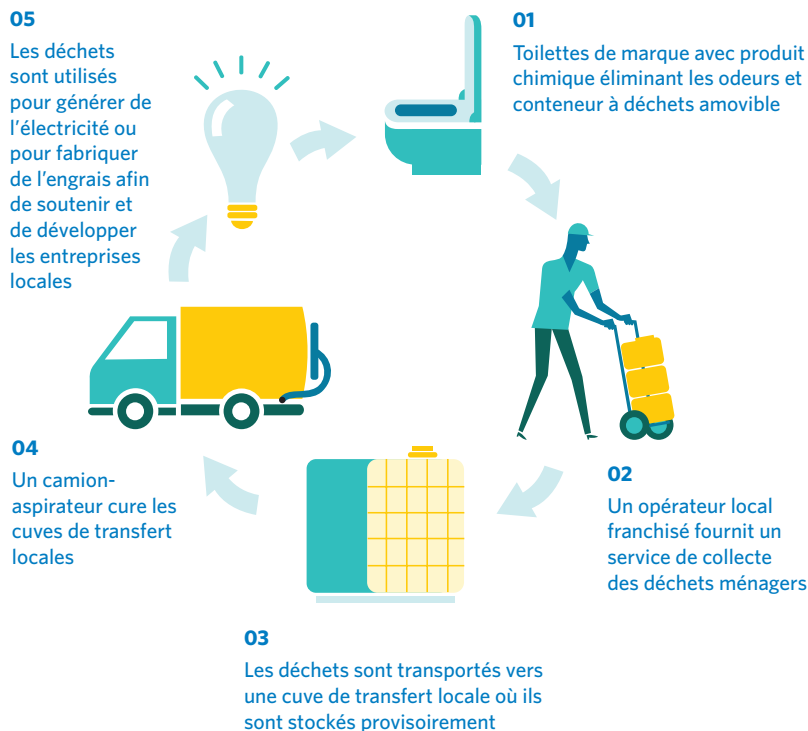 01
Toilettes de marque avec produit
chimique éliminant les odeurs et
conteneur à déchets amovible
02
Un opérateur local
franchisé fournit un
service de collecte
des déchets ménagers
03
Les déchets sont transportés vers
une cuve de transfert locale où ils
sont stockés provisoirement
04
Un camion-
aspirateur cure les
cuves de transfert
locales
05
Les déchets
sont utilisés
pour générer de
l’électricité ou
pour fabriquer
de l’engrais afin
de soutenir et
de développer
les entreprises
locales